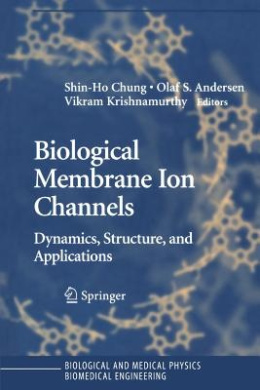 Shin-Ho Chung • Olaf S. Andersen
Vikram Krishnamurthy Editors
Biological
Membrane Ion
Channels
Dynamics, Structure, and
Applications
Springer
BIOLOGICAL AND MEDICAL PHYSICS
BIOMEDICAL ENGINEERING